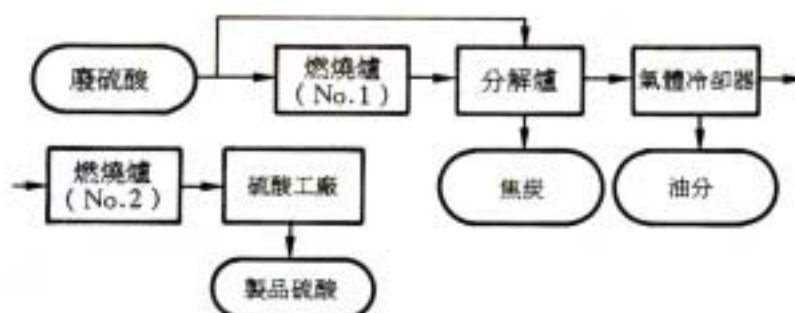 廢硫酸
燃燒爐
(No.1)
分解爐
氣體冷卻器
焦炭
油分
燃燒爐
(No.2)
硫酸工廠
製品硫酸